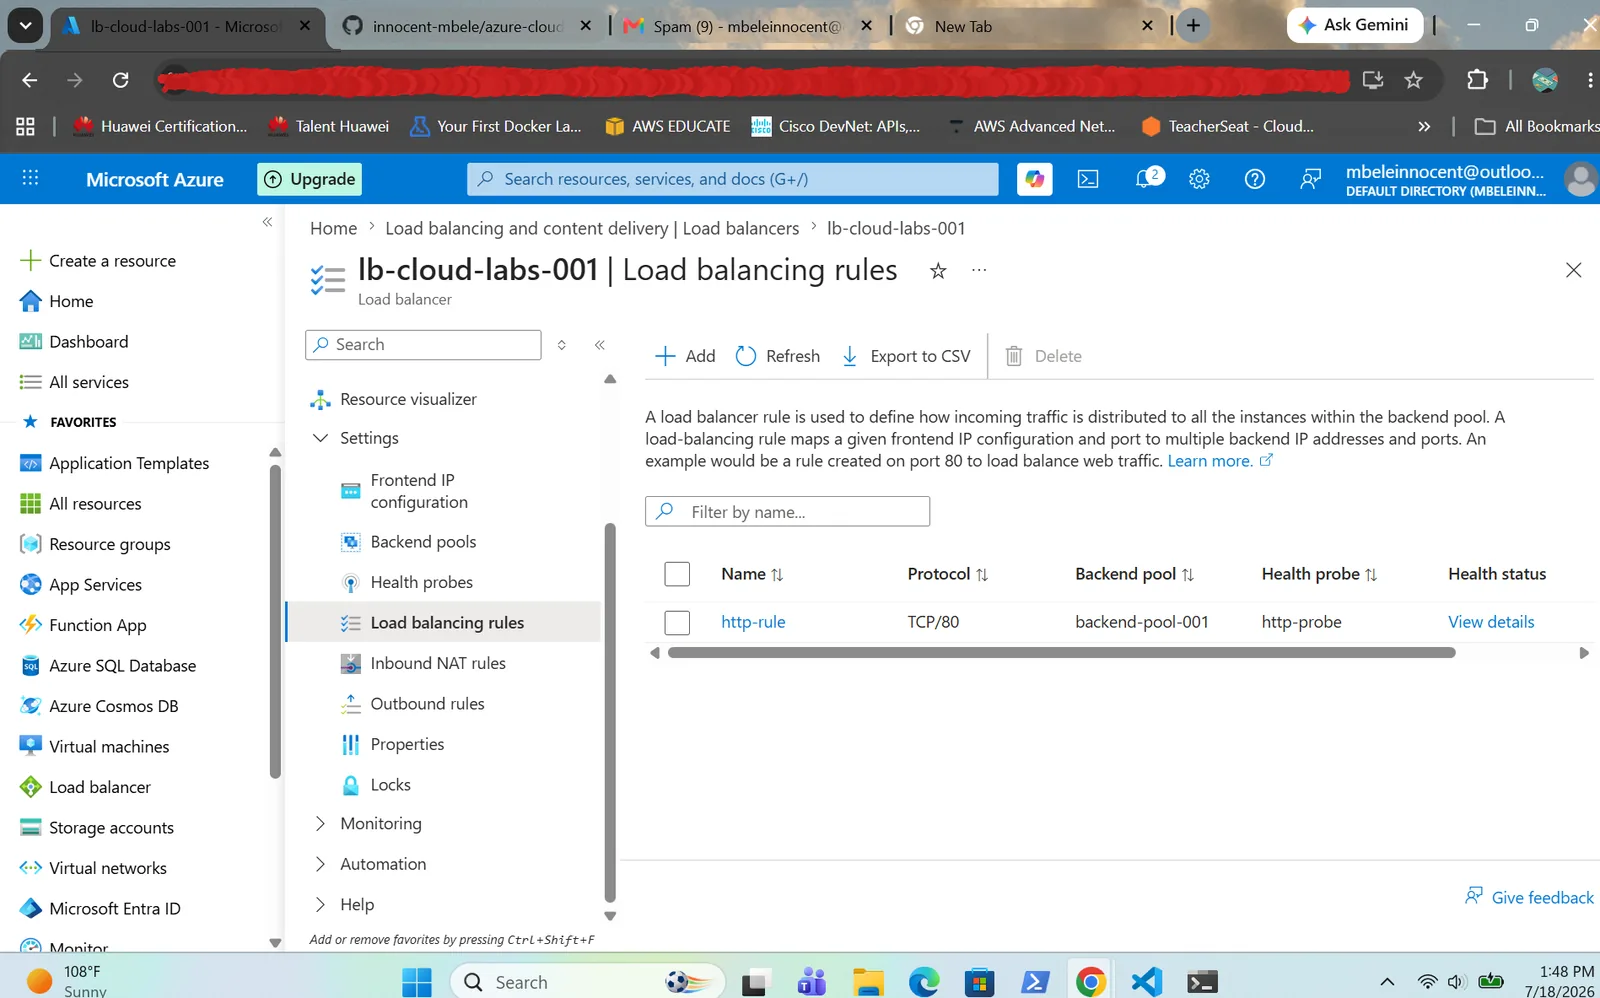 lb-cloud-labs-001 - Microsof
innocent-mbele/azure-cloud
Spam (9) - mbeleinnocent@
New Tab
Ask Gemini
Huawei Certification...
Talent Huawei
Your First Docker La...
AWS EDUCATE
Cisco DevNet: APIs,...
AWS Advanced Net...
TeacherSeat - Cloud...
All Bookmarks
Microsoft Azure
Upgrade
Search resources, services, and docs (G+/)
2
mbeleinnocent@outloo...
DEFAULT DIRECTORY (MBELEINN...
Create a resource
Home
Dashboard
All services
FAVORITES
Application Templates
All resources
Resource groups
App Services
Function App
Azure SQL Database
Azure Cosmos DB
Virtual machines
Load balancer
Storage accounts
Virtual networks
Microsoft Entra ID
Monitor
Home
Load balancing and content delivery | Load balancers
lb-cloud-labs-001
lb-cloud-labs-001 | Load balancing rules
Load balancer
Search
Resource visualizer
Settings
Frontend IP
configuration
Backend pools
Health probes
Load balancing rules
Inbound NAT rules
Outbound rules
Properties
Locks
Monitoring
Automation
Help
Add or remove favorites by pressing Ctrl+Shift+F
Add
Refresh
Export to CSV
Delete
A load balancer rule is used to define how incoming traffic is distributed to all the instances within the backend pool. A
load-balancing rule maps a given frontend IP configuration and port to multiple backend IP addresses and ports. An
example would be a rule created on port 80 to load balance web traffic. Learn more.
Filter by name...
Name Protocol Backend pool Health probe Health status
http-rule TCP/80 backend-pool-001 http-probe View details
Give feedback
108°F
Sunny
Search
1:48 PM
7/18/2026